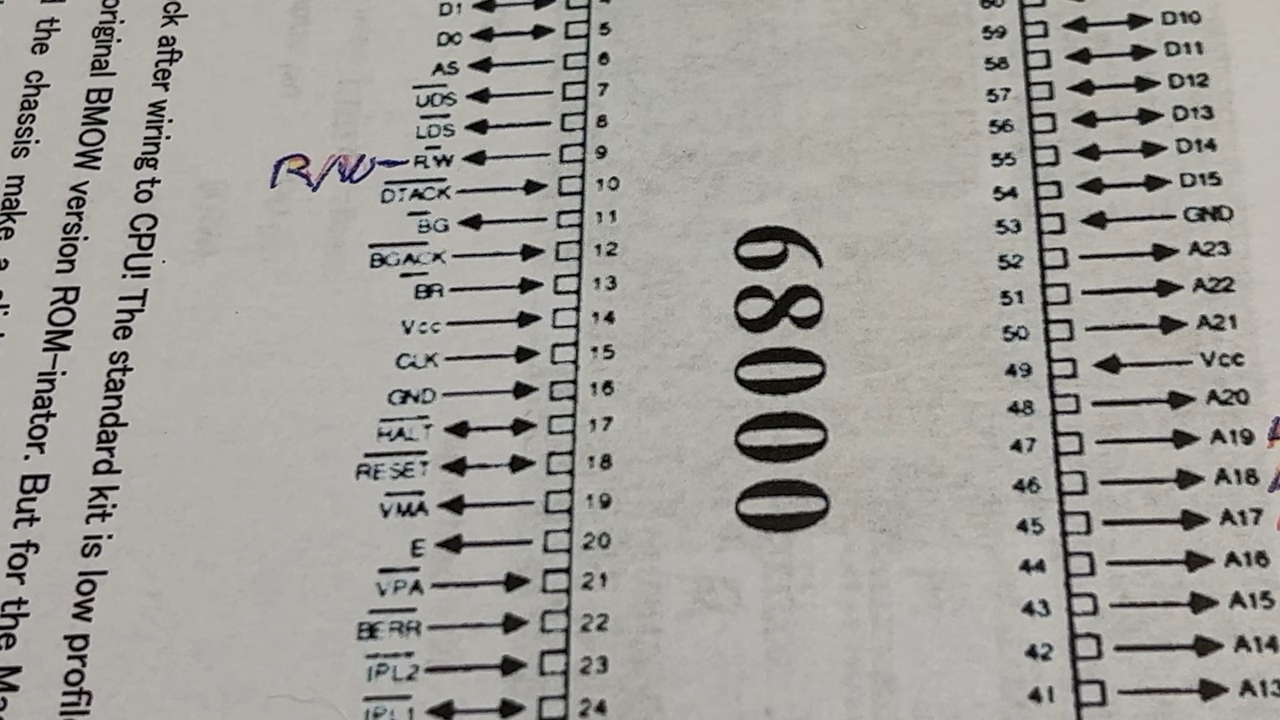 ck after wiring to CPU! The standard kit is low profil
original BMOW version ROM-inator. But for the Mac
the chassis make a
D1
D0 5
AS 6
UDS 7
LDS 8
R/W RW 9
DTACK 10
BG 11
BGACK 12
BR 13
Vcc 14
CLK 15
GND 16
HALT 17
RESET 18
VMA 19
E 20
VPA 21
BERR 22
IPL2 23
IPL1 24
68000
60
59 D10
58 D11
57 D12
56 D13
55 D14
54 D15
53 GND
52 A23
51 A22
50 A21
49 Vcc
48 A20
47 A19
46 A18
45 A17
44 A16
43 A15
42 A14
41 A13